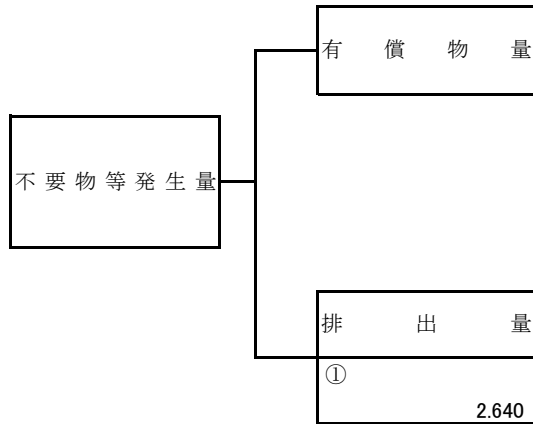 有償物量
不要物等発生量
排出量
①
2.640